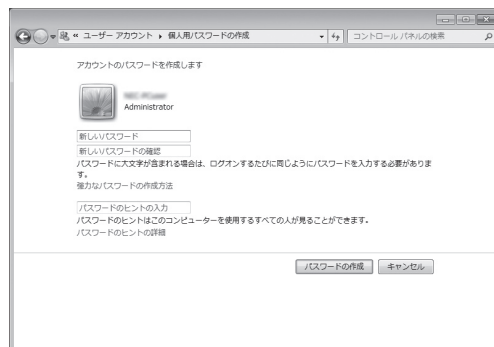 « ユーザー アカウント ▸ 個人用パスワードの作成
コントロール パネルの検索
アカウントのパスワードを作成します
Administrator
新しいパスワード
新しいパスワードの確認
パスワードに大文字が含まれる場合は、ログオンするたびに同じようにパスワードを入力する必要がありま
す。
強力なパスワードの作成方法
パスワードのヒントの入力
パスワードのヒントはこのコンピューターを使用するすべての人が見ることができます。
パスワードのヒントの詳細
パスワードの作成
キャンセル